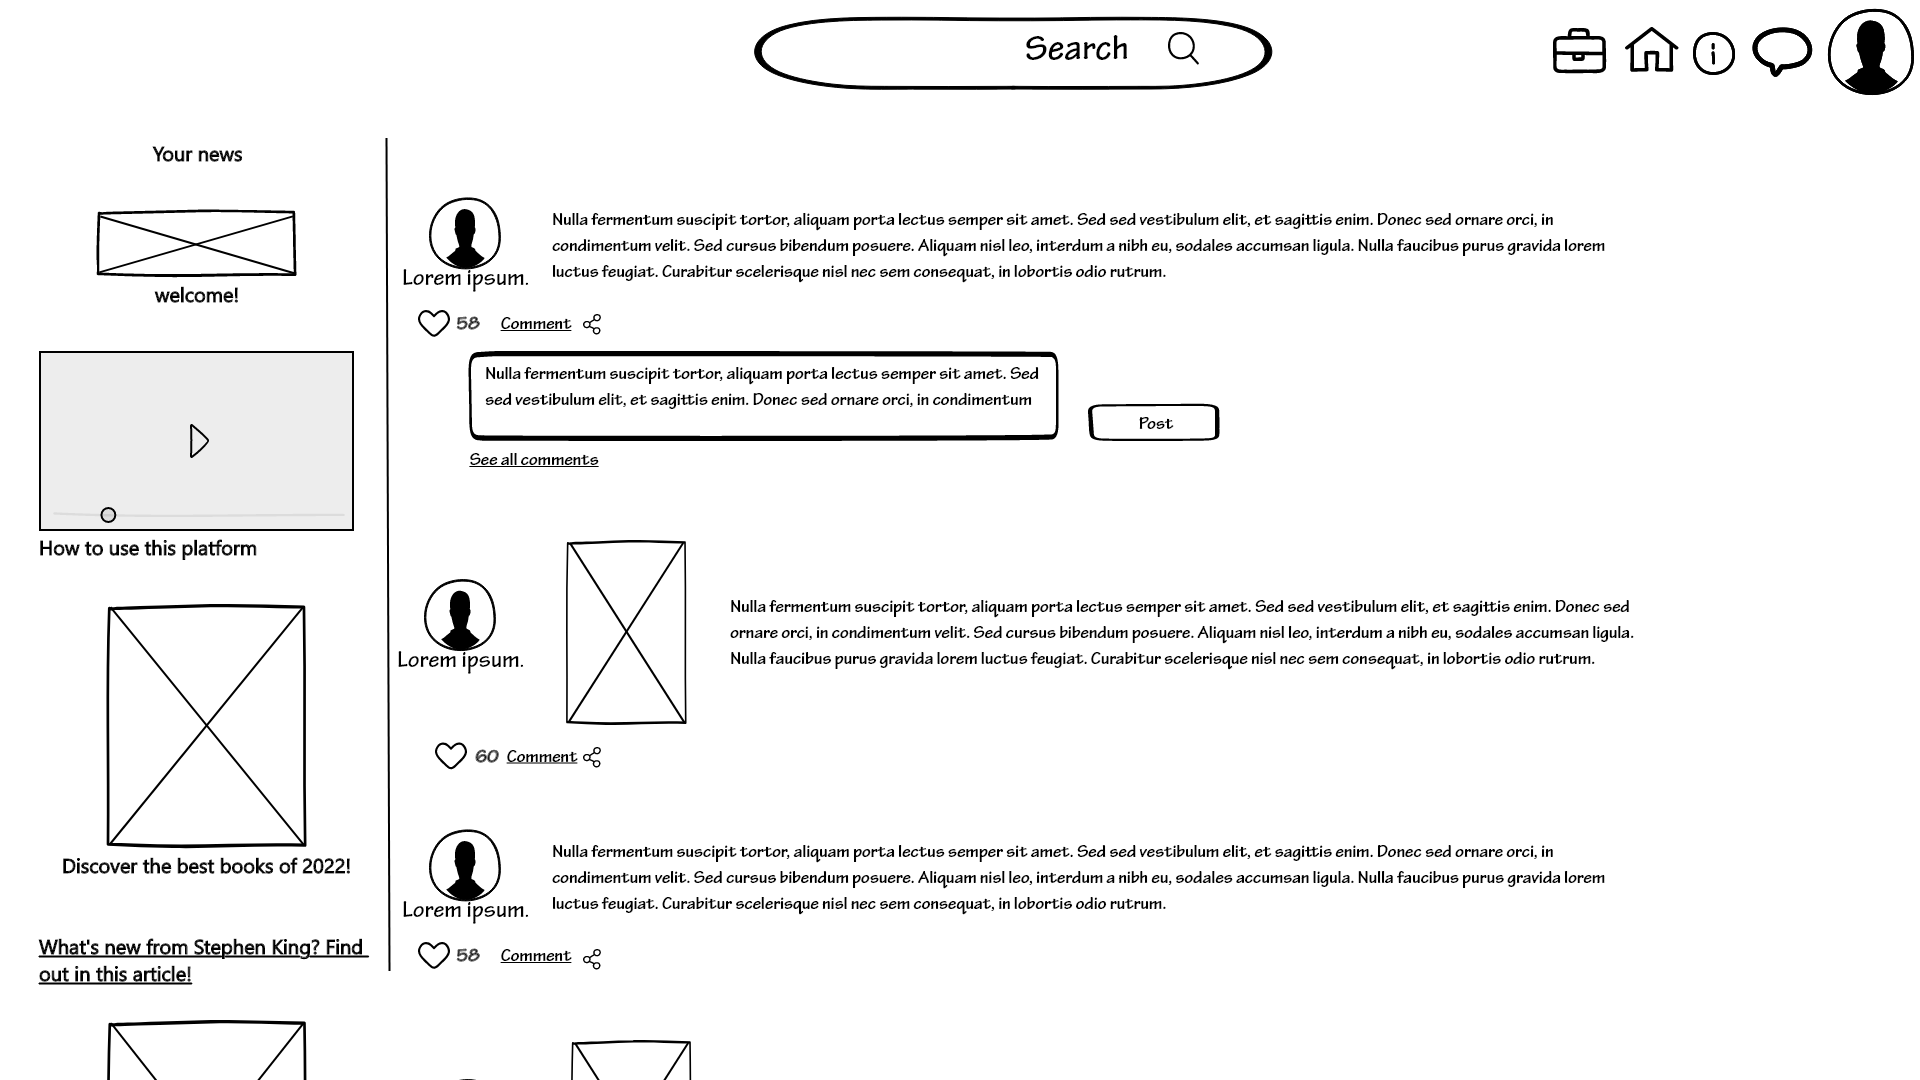 Search
Your news
welcome!
How to use this platform
Discover the best books of 2022!
What's new from Stephen King? Find
out in this article!
Lorem ipsum.
Nulla fermentum suscipit tortor, aliquam porta lectus semper sit amet. Sed sed vestibulum elit, et sagittis enim. Donec sed ornare orci, in
condimentum velit. Sed cursus bibendum posuere. Aliquam nisl leo, interdum a nibh eu, sodales accumsan ligula. Nulla faucibus purus gravida lorem
luctus feugiat. Curabitur scelerisque nisl nec sem consequat, in lobortis odio rutrum.
58 Comment
Nulla fermentum suscipit tortor, aliquam porta lectus semper sit amet. Sed
sed vestibulum elit, et sagittis enim. Donec sed ornare orci, in condimentum
Post
See all comments
Lorem ipsum.
Nulla fermentum suscipit tortor, aliquam porta lectus semper sit amet. Sed sed vestibulum elit, et sagittis enim. Donec sed
ornare orci, in condimentum velit. Sed cursus bibendum posuere. Aliquam nisl leo, interdum a nibh eu, sodales accumsan ligula.
Nulla faucibus purus gravida lorem luctus feugiat. Curabitur scelerisque nisl nec sem consequat, in lobortis odio rutrum.
60 Comment
Lorem ipsum.
Nulla fermentum suscipit tortor, aliquam porta lectus semper sit amet. Sed sed vestibulum elit, et sagittis enim. Donec sed ornare orci, in
condimentum velit. Sed cursus bibendum posuere. Aliquam nisl leo, interdum a nibh eu, sodales accumsan ligula. Nulla faucibus purus gravida lorem
luctus feugiat. Curabitur scelerisque nisl nec sem consequat, in lobortis odio rutrum.
58 Comment